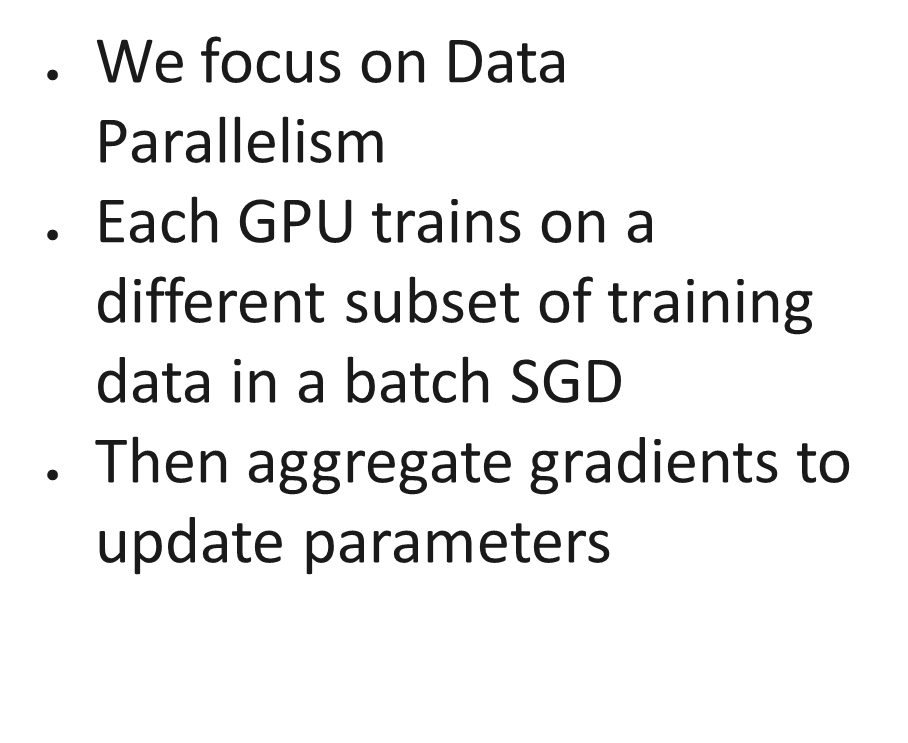 • We focus on Data
Parallelism
• Each GPU trains on a
different subset of training
data in a batch SGD
• Then aggregate gradients to
update parameters